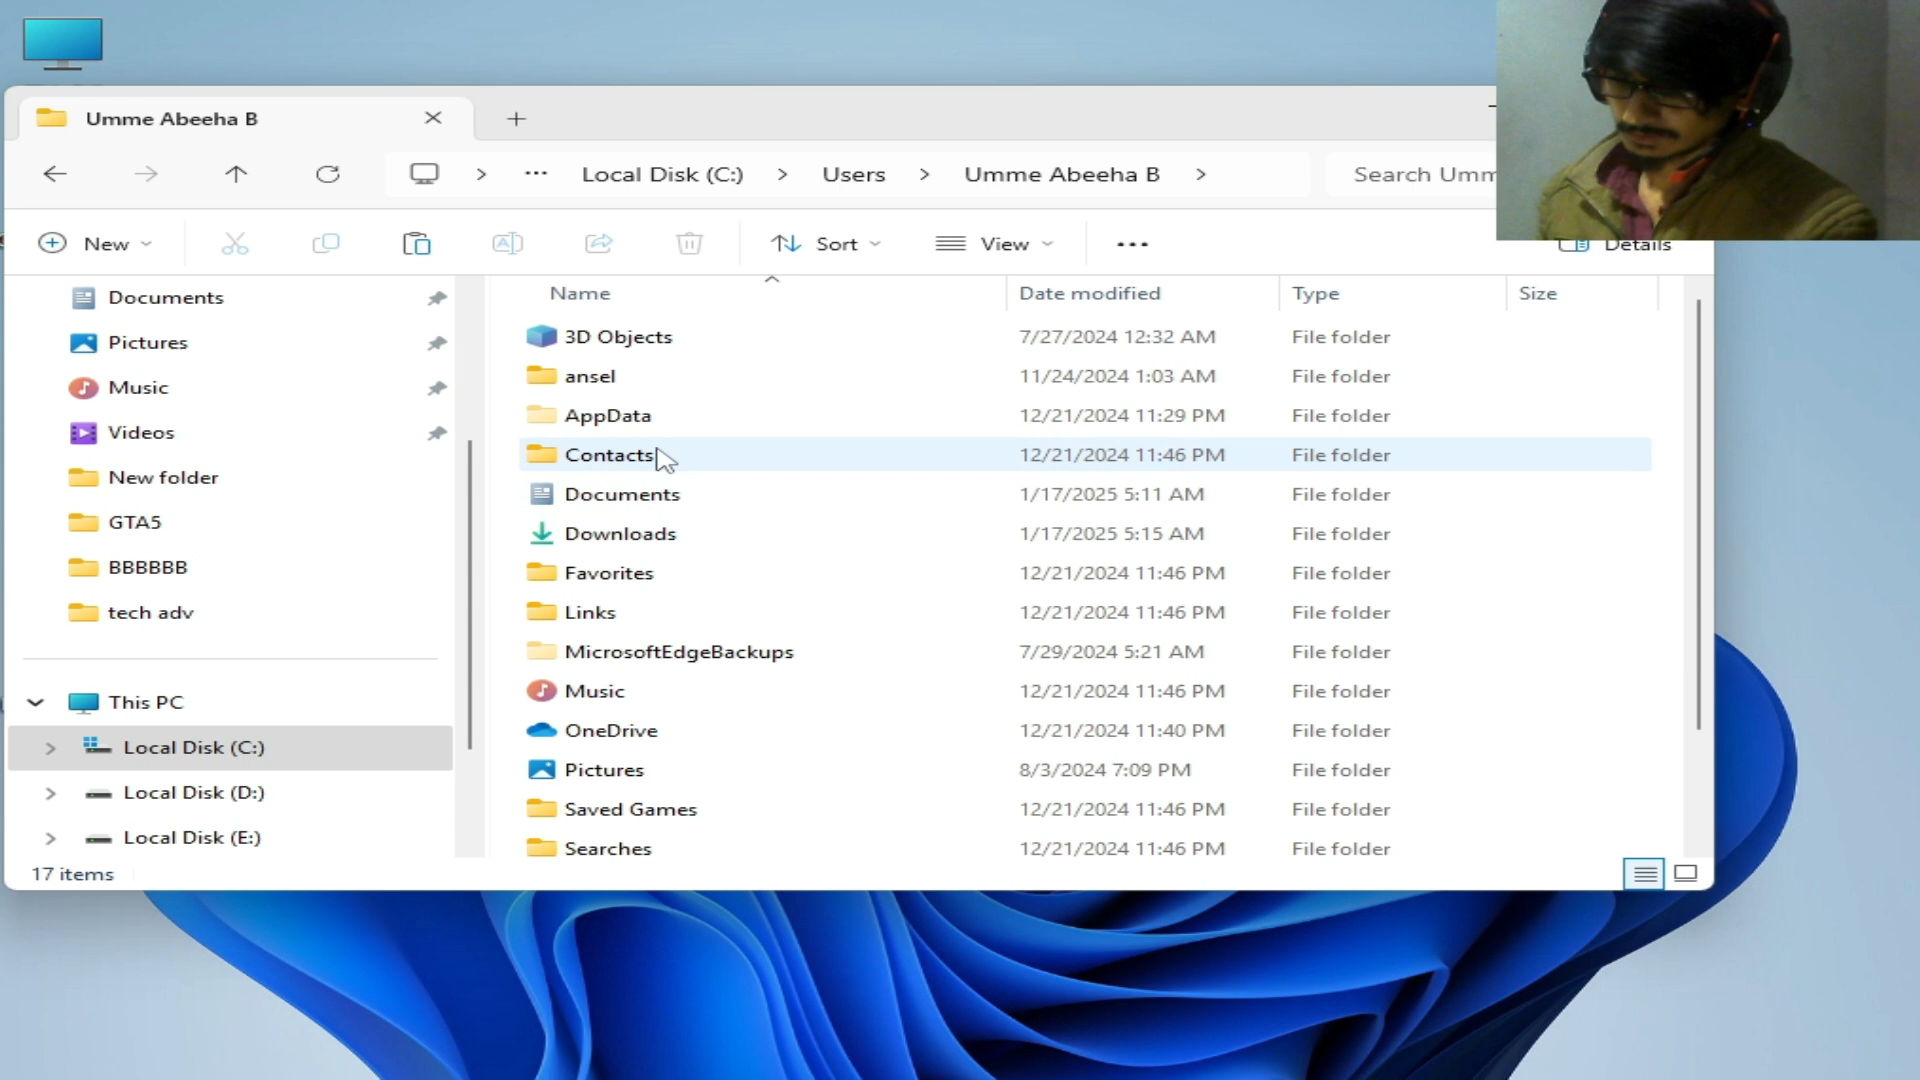 Umme Abeeha B
Local Disk (C:) Users Umme Abeeha B Search Umm
New Sort View Details
Documents
Pictures
Music
Videos
New folder
GTA5
BBBBBB
tech adv
This PC
Local Disk (C:)
Local Disk (D:)
Local Disk (E:)
Name Date modified Type Size
3D Objects 7/27/2024 12:32 AM File folder
ansel 11/24/2024 1:03 AM File folder
AppData 12/21/2024 11:29 PM File folder
Contacts 12/21/2024 11:46 PM File folder
Documents 1/17/2025 5:11 AM File folder
Downloads 1/17/2025 5:15 AM File folder
Favorites 12/21/2024 11:46 PM File folder
Links 12/21/2024 11:46 PM File folder
MicrosoftEdgeBackups 7/29/2024 5:21 AM File folder
Music 12/21/2024 11:46 PM File folder
OneDrive 12/21/2024 11:40 PM File folder
Pictures 8/3/2024 7:09 PM File folder
Saved Games 12/21/2024 11:46 PM File folder
Searches 12/21/2024 11:46 PM File folder
17 items